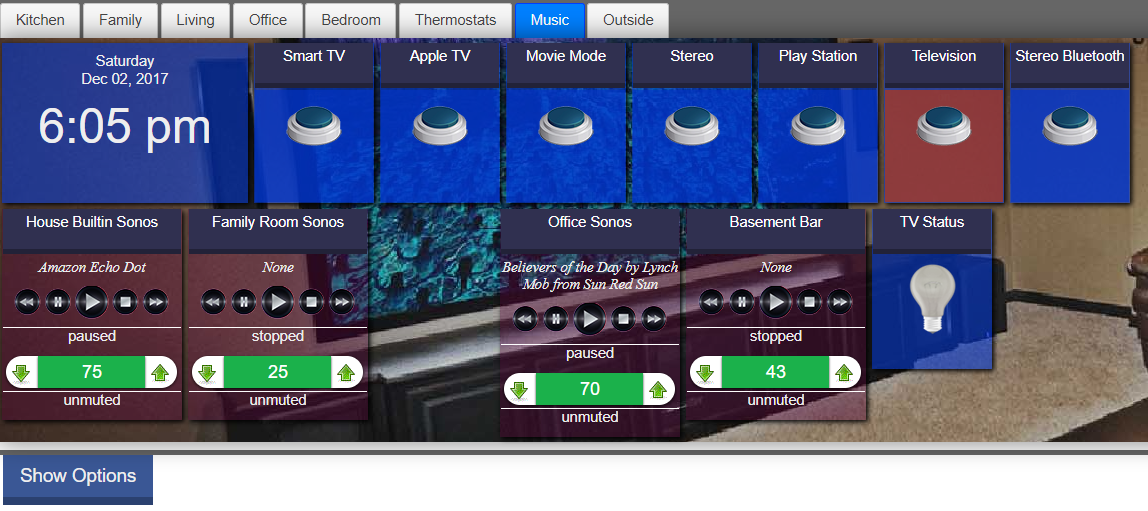 Kitchen
Family
Living
Office
Bedroom
Thermostats
Music
Outside
Saturday
Dec 02, 2017
6:05 pm
Smart TV
Apple TV
Movie Mode
Stereo
Play Station
Television
Stereo Bluetooth
House Builtin Sonos
Amazon Echo Dot
paused
75
unmuted
Family Room Sonos
None
stopped
25
unmuted
Office Sonos
Believers of the Day by Lynch
Mob from Sun Red Sun
paused
70
unmuted
Basement Bar
None
stopped
43
unmuted
TV Status
Show Options